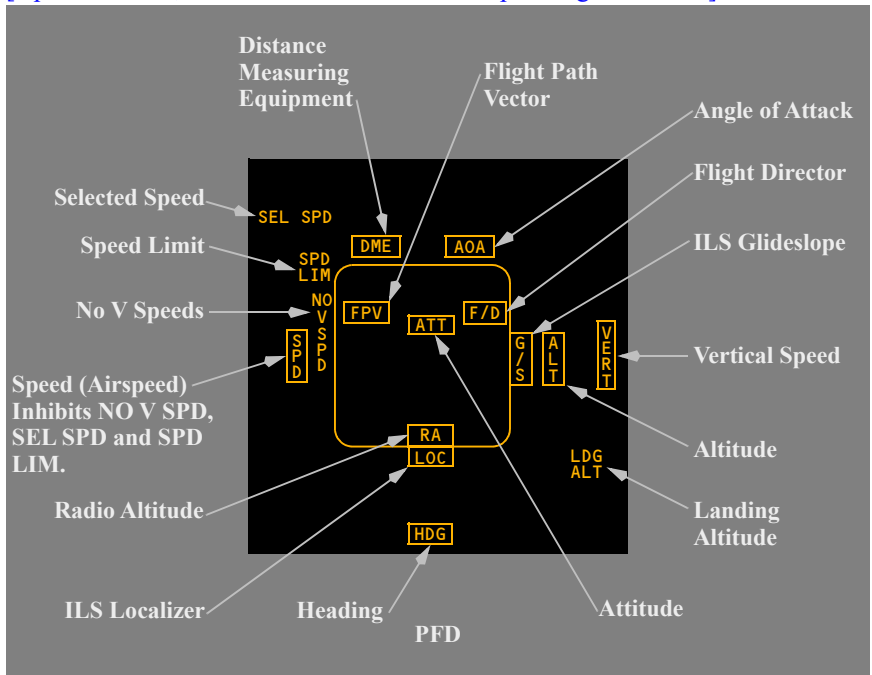 Distance
Measuring
Equipment
Flight Path
Vector
Angle of Attack
Flight Director
Selected Speed
SEL SPD
DME
AOA
ILS Glideslope
Speed Limit
SPD
LIM
No V Speeds
NO
V
S
P
D
FPV
F/D
ATT
SPD
G/S
ALT
VERT
Vertical Speed
Speed (Airspeed)
Inhibits NO V SPD,
SEL SPD and SPD
LIM.
RA
LOC
LDG
ALT
Altitude
Radio Altitude
Landing
Altitude
HDG
ILS Localizer
Heading
Attitude
PFD